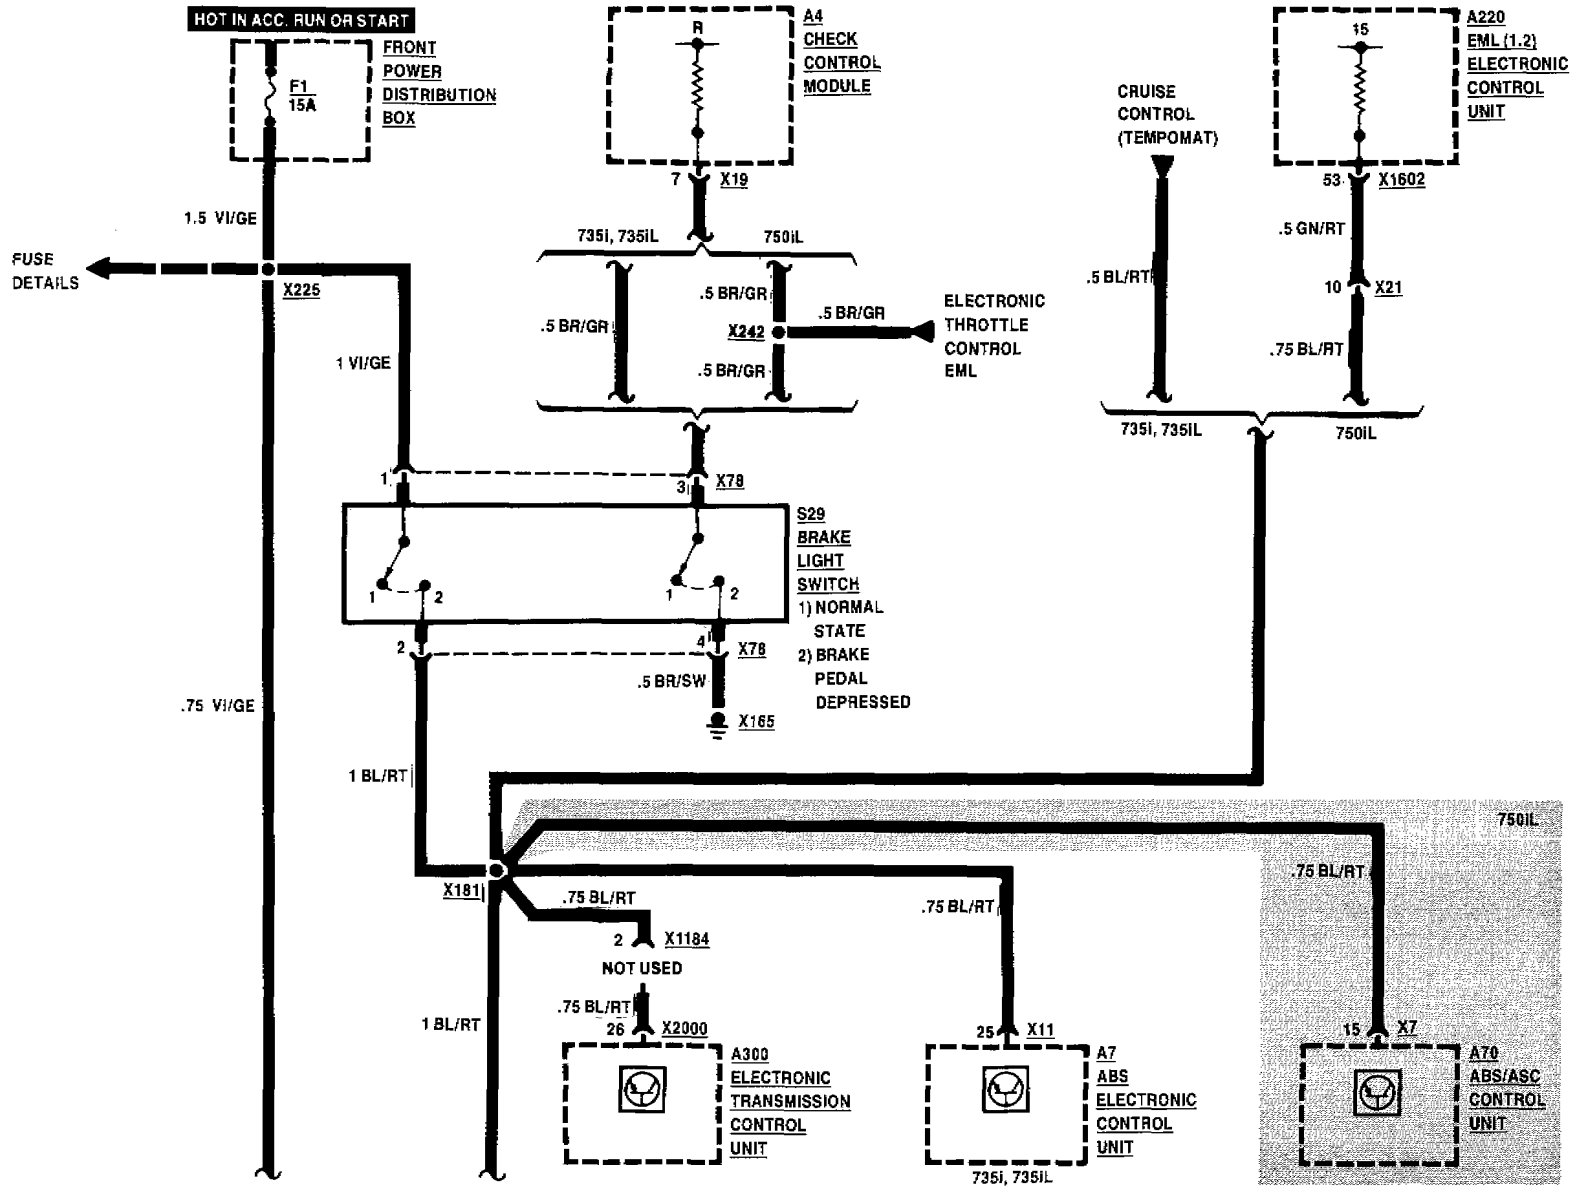 HOT IN ACC. RUN OR START
FRONT
POWER
DISTRIBUTION
BOX
F1
15A
A4
CHECK
CONTROL
MODULE
R
A220
EML (1.2)
ELECTRONIC
CONTROL
UNIT
15
CRUISE
CONTROL
(TEMPOMAT)
7 X19
53 X1602
1.5 VI/GE
735i, 735iL
750iL
.5 GN/RT
FUSE
DETAILS
X225
.5 BR/GR
.5 BL/RT
10 X21
.5 BR/GR
X242
.5 BR/GR
ELECTRONIC
THROTTLE
CONTROL
EML
.5 BR/GR
.75 BL/RT
1 VI/GE
735i, 735iL
750iL
1
3 X78
S29
BRAKE
LIGHT
SWITCH
1) NORMAL
STATE
2) BRAKE
PEDAL
DEPRESSED
1
2
1
2
2
4 X78
.5 BR/SW
X165
.75 VI/GE
1 BL/RT
750iL
X181
.75 BL/RT
.75 BL/RT
.75 BL/RT
2 X1184
NOT USED
.75 BL/RT
1 BL/RT
26 X2000
25 X11
15 X7
A300
ELECTRONIC
TRANSMISSION
CONTROL
UNIT
A7
ABS
ELECTRONIC
CONTROL
UNIT
735i, 735iL
A70
ABS/ASC
CONTROL
UNIT